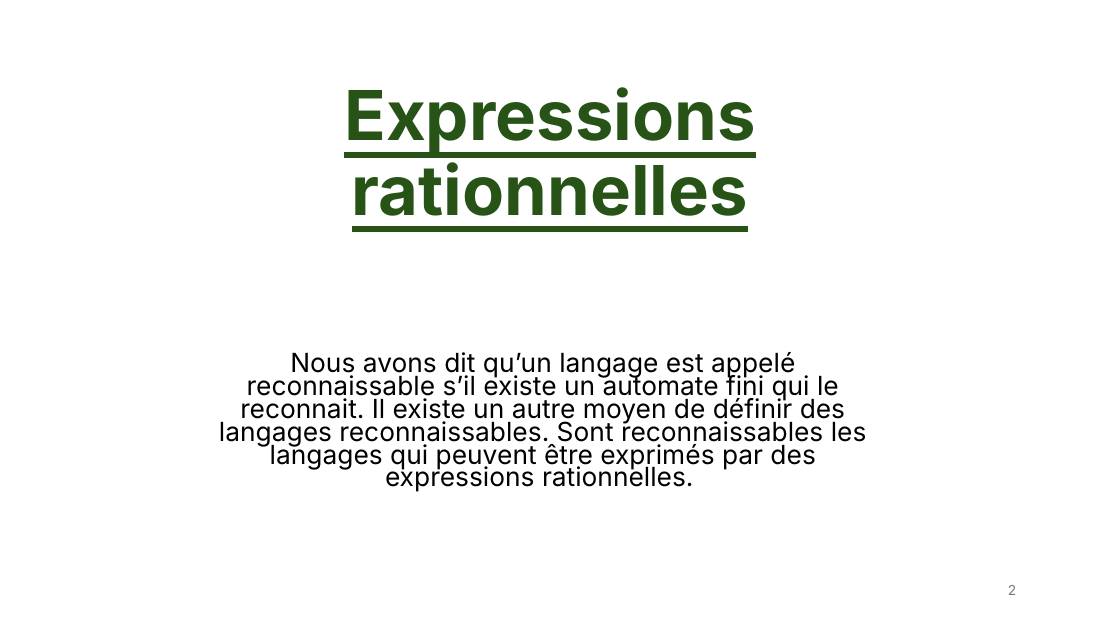 Expressions
rationnelles
Nous avons dit qu’un langage est appelé
reconnaissable s’il existe un automate fini qui le
reconnait. Il existe un autre moyen de définir des
langages reconnaissables. Sont reconnaissables les
langages qui peuvent être exprimés par des
expressions rationnelles.
2